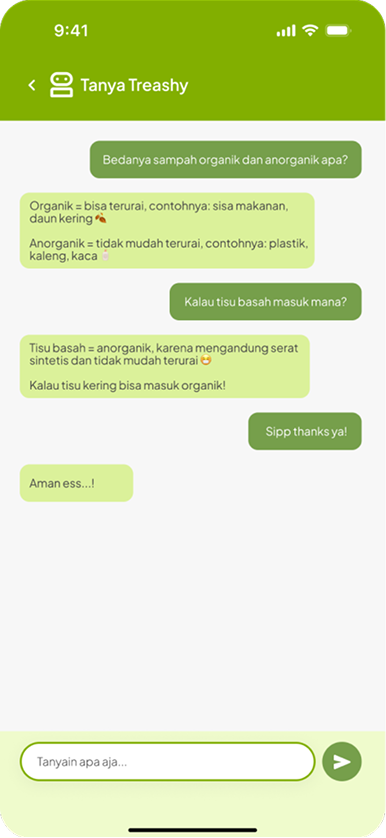 9:41
Tanya Treashy
Bedanya sampah organik dan anorganik apa?
Organik = bisa terurai, contohnya: sisa makanan,
daun kering🍂
Anorganik = tidak mudah terurai, contohnya: plastik,
kaleng, kaca
Kalau tisu basah masuk mana?
Tisu basah = anorganik, karena mengandung serat
sintetis dan tidak mudah terurai😁
Kalau tisu kering bisa masuk organik!
Sipp thanks ya!
Aman ess...!
Tanyain apa aja...